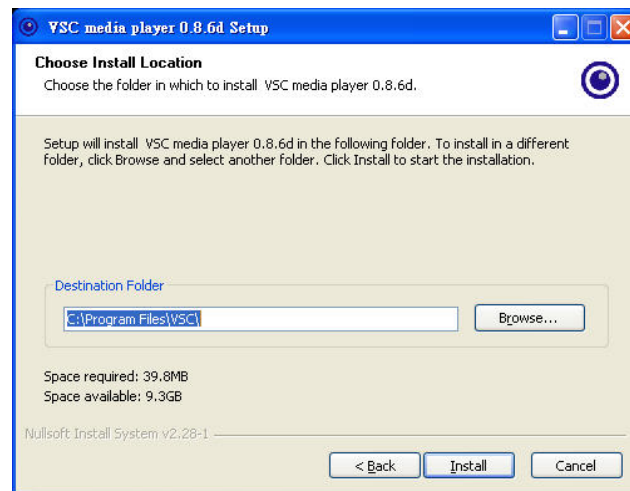 VSC media player 0.8.6d Setup
Choose Install Location
Choose the folder in which to install VSC media player 0.8.6d.
Setup will install VSC media player 0.8.6d in the following folder. To install in a different
folder, click Browse and select another folder. Click Install to start the installation.
Destination Folder
C:\Program Files\VSC\
Browse...
Space required: 39.8MB
Space available: 9.3GB
Nullsoft Install System v2.28-1
< Back Install Cancel